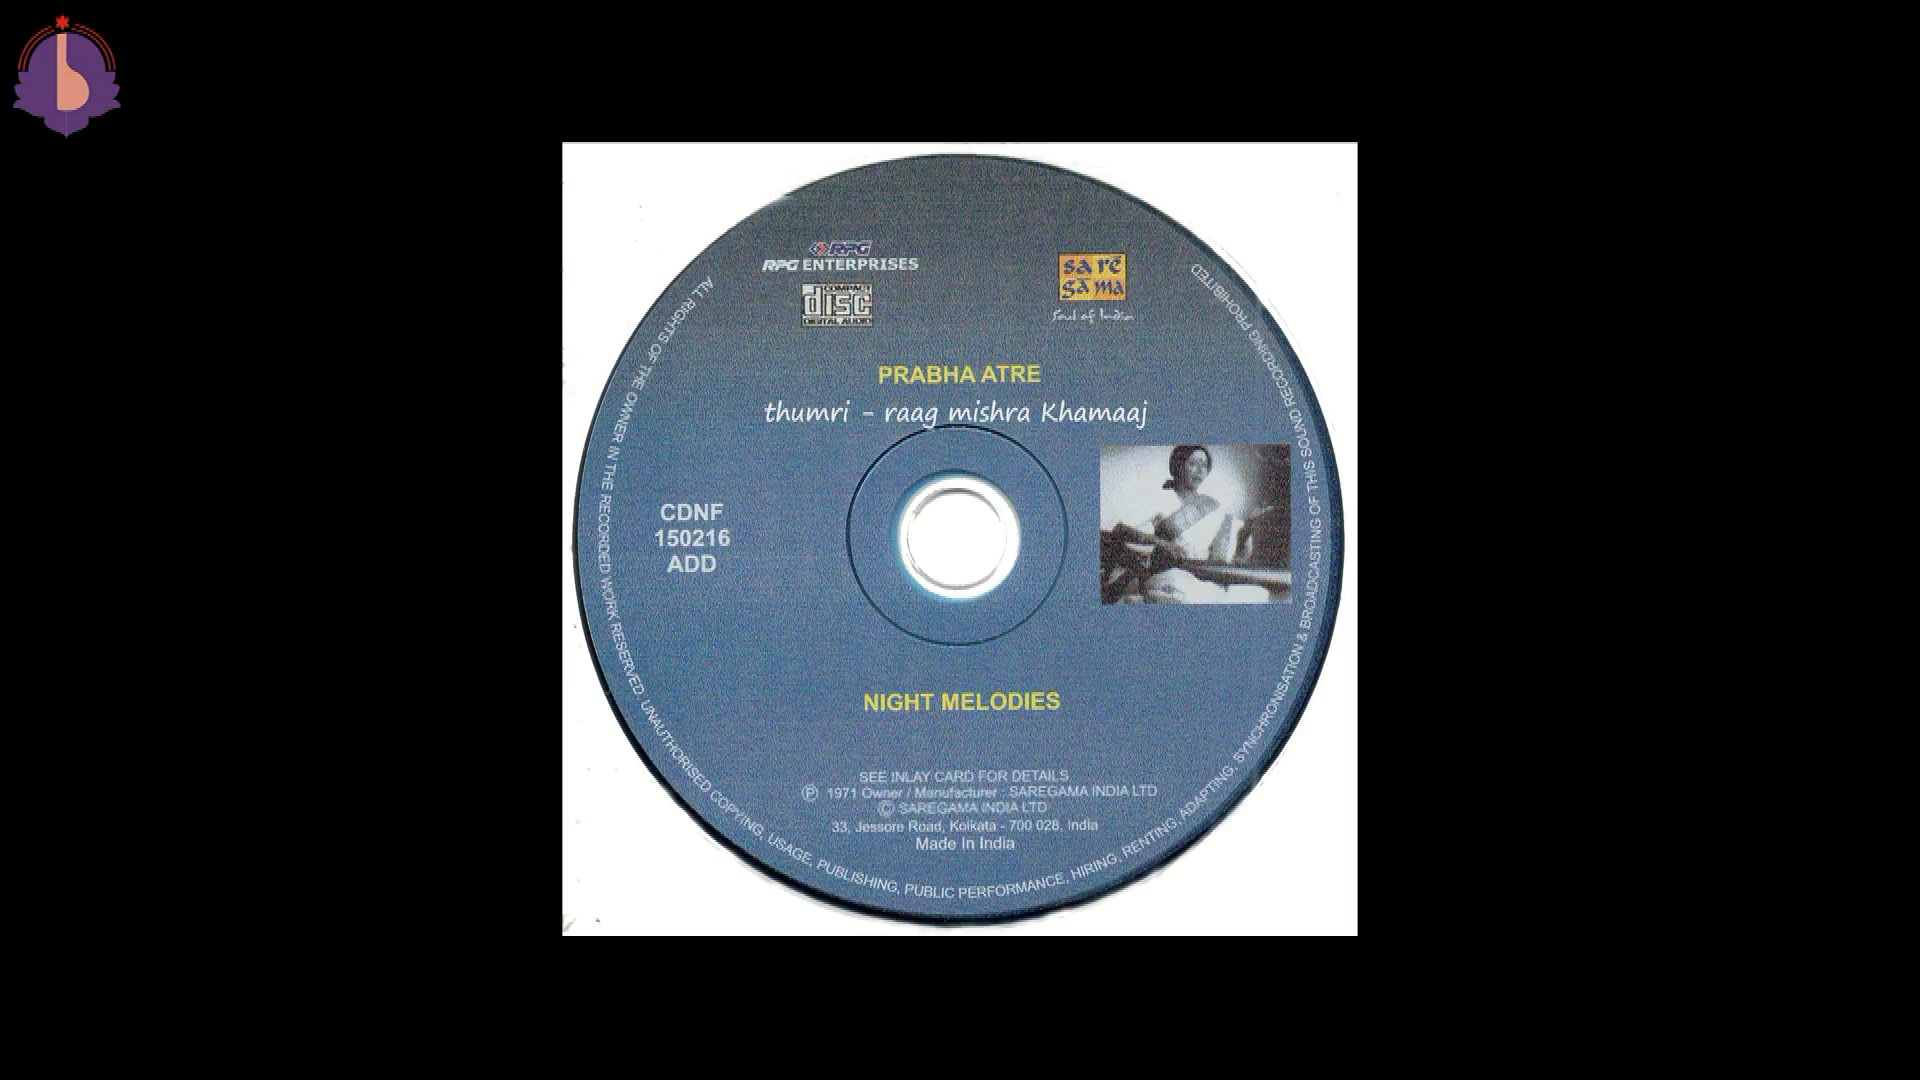 RPG
RPG ENTERPRISES
COMPACT
disc
DIGITAL AUDIO
sa rē
gā ma
Soul of India
PRABHA ATRE
thumri - raag mishra Khamaaj
CDNF
150216
ADD
NIGHT MELODIES
SEE INLAY CARD FOR DETAILS
Ⓟ 1971 Owner / Manufacturer : SAREGAMA INDIA LTD
© SAREGAMA INDIA LTD
33, Jessore Road, Kolkata - 700 028, India
Made In India
ALL RIGHTS OF THE OWNER IN THE RECORDED WORK RESERVED. UNAUTHORISED COPYING, USAGE, PUBLISHING, PUBLIC PERFORMANCE, HIRING, RENTING, ADAPTING, SYNCHRONISATION & BROADCASTING OF THIS SOUND RECORDING PROHIBITED